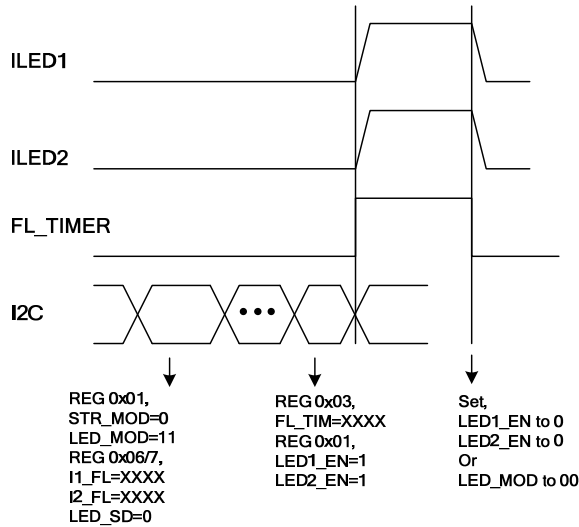 ILED1
ILED2
FL_TIMER
I2C
REG 0x01,
STR_MOD=0
LED_MOD=11
REG 0x06/7,
I1_FL=XXXX
I2_FL=XXXX
LED_SD=0
REG 0x03,
FL_TIM=XXXX
REG 0x01,
LED1_EN=1
LED2_EN=1
Set,
LED1_EN to 0
LED2_EN to 0
Or
LED_MOD to 00